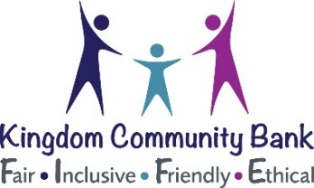 Kingdom Community Bank
Fair • Inclusive • Friendly • Ethical